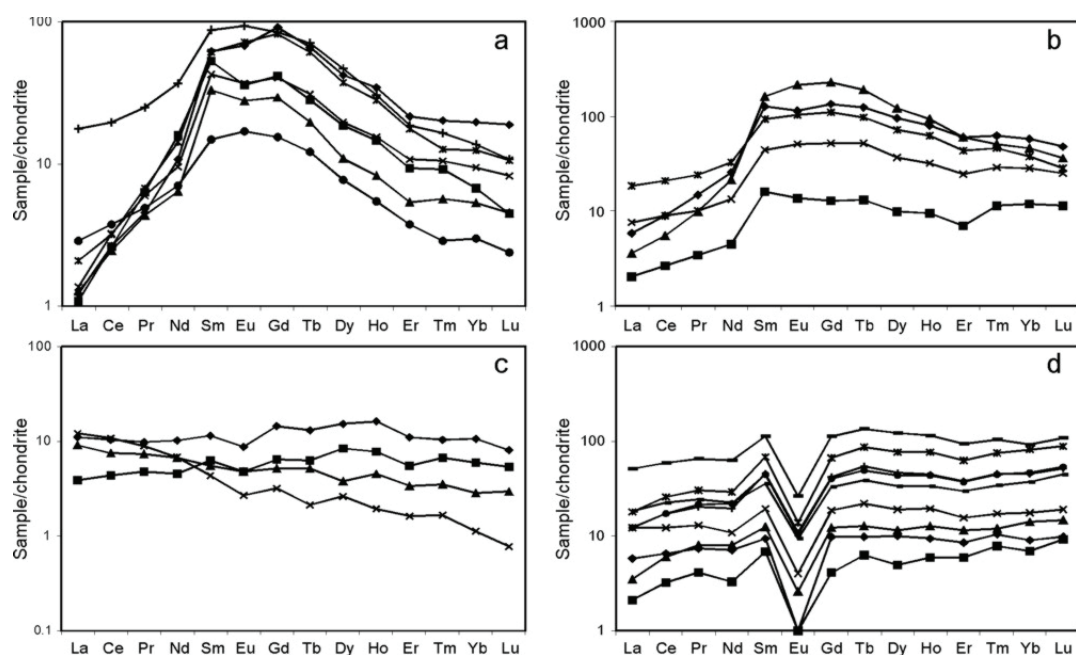 100
10
1
Sample/chondrite
a
La Ce Pr Nd Sm Eu Gd Tb Dy Ho Er Tm Yb Lu
1000
100
10
1
Sample/chondrite
b
La Ce Pr Nd Sm Eu Gd Tb Dy Ho Er Tm Yb Lu
100
10
1
0.1
Sample/chondrite
c
La Ce Pr Nd Sm Eu Gd Tb Dy Ho Er Tm Yb Lu
1000
100
10
1
Sample/chondrite
d
La Ce Pr Nd Sm Eu Gd Tb Dy Ho Er Tm Yb Lu